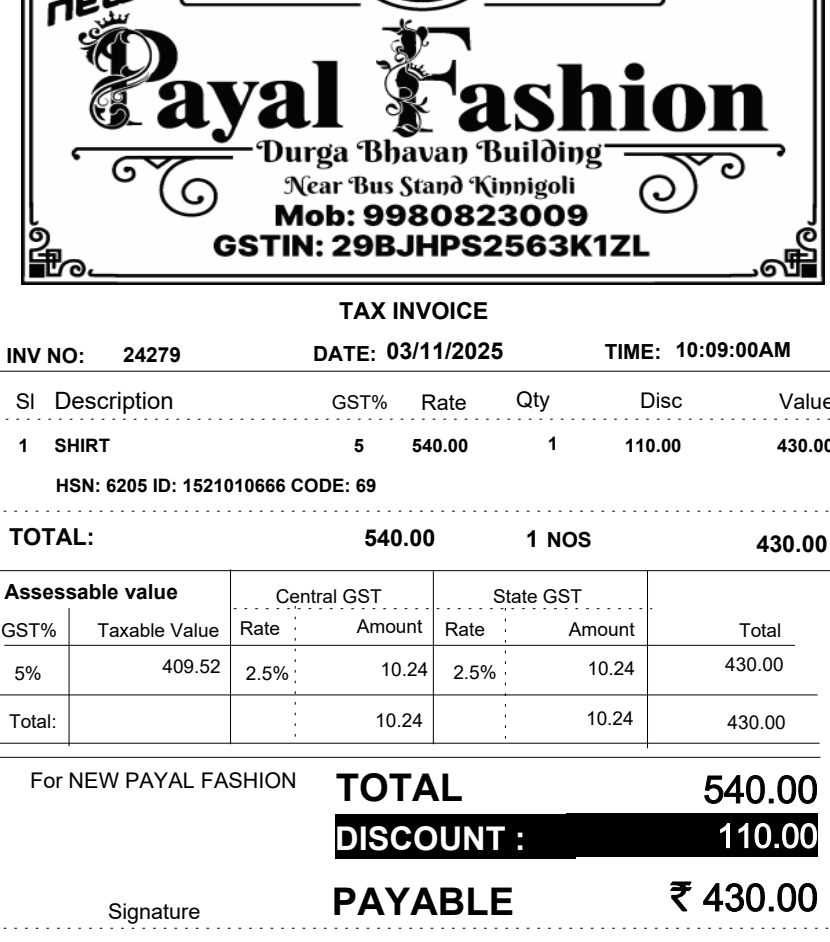 new
Payal Fashion
Durga Bhavan Building
Near Bus Stand Kinnigoli
Mob: 9980823009
GSTIN: 29BJHPS2563K1ZL
TAX INVOICE
INV NO: 24279 DATE: 03/11/2025 TIME: 10:09:00AM
Sl Description GST% Rate Qty Disc Value
1 SHIRT 5 540.00 1 110.00 430.00
HSN: 6205 ID: 1521010666 CODE: 69
TOTAL: 540.00 1 NOS 430.00
Assessable value Central GST State GST
GST% Taxable Value Rate Amount Rate Amount Total
5% 409.52 2.5% 10.24 2.5% 10.24 430.00
Total: 10.24 10.24 430.00
For NEW PAYAL FASHION TOTAL 540.00
DISCOUNT : 110.00
Signature PAYABLE ₹ 430.00